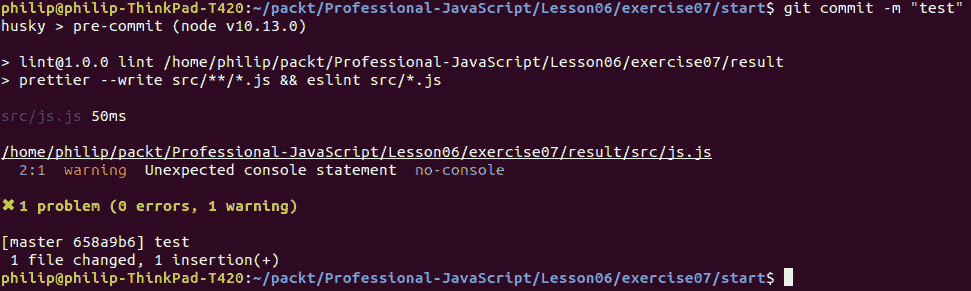 philip@philip-ThinkPad-T420:~/packt/Professional-JavaScript/Lesson06/exercise07/start$ git commit -m "test"
husky > pre-commit (node v10.13.0)
> lint@1.0.0 lint /home/philip/packt/Professional-JavaScript/Lesson06/exercise07/result
> prettier --write src/**/*.js && eslint src/*.js
src/js.js 50ms
/home/philip/packt/Professional-JavaScript/Lesson06/exercise07/result/src/js.js
2:1 warning Unexpected console statement no-console
✖ 1 problem (0 errors, 1 warning)
[master 658a9b6] test
1 file changed, 1 insertion(+)
philip@philip-ThinkPad-T420:~/packt/Professional-JavaScript/Lesson06/exercise07/start$